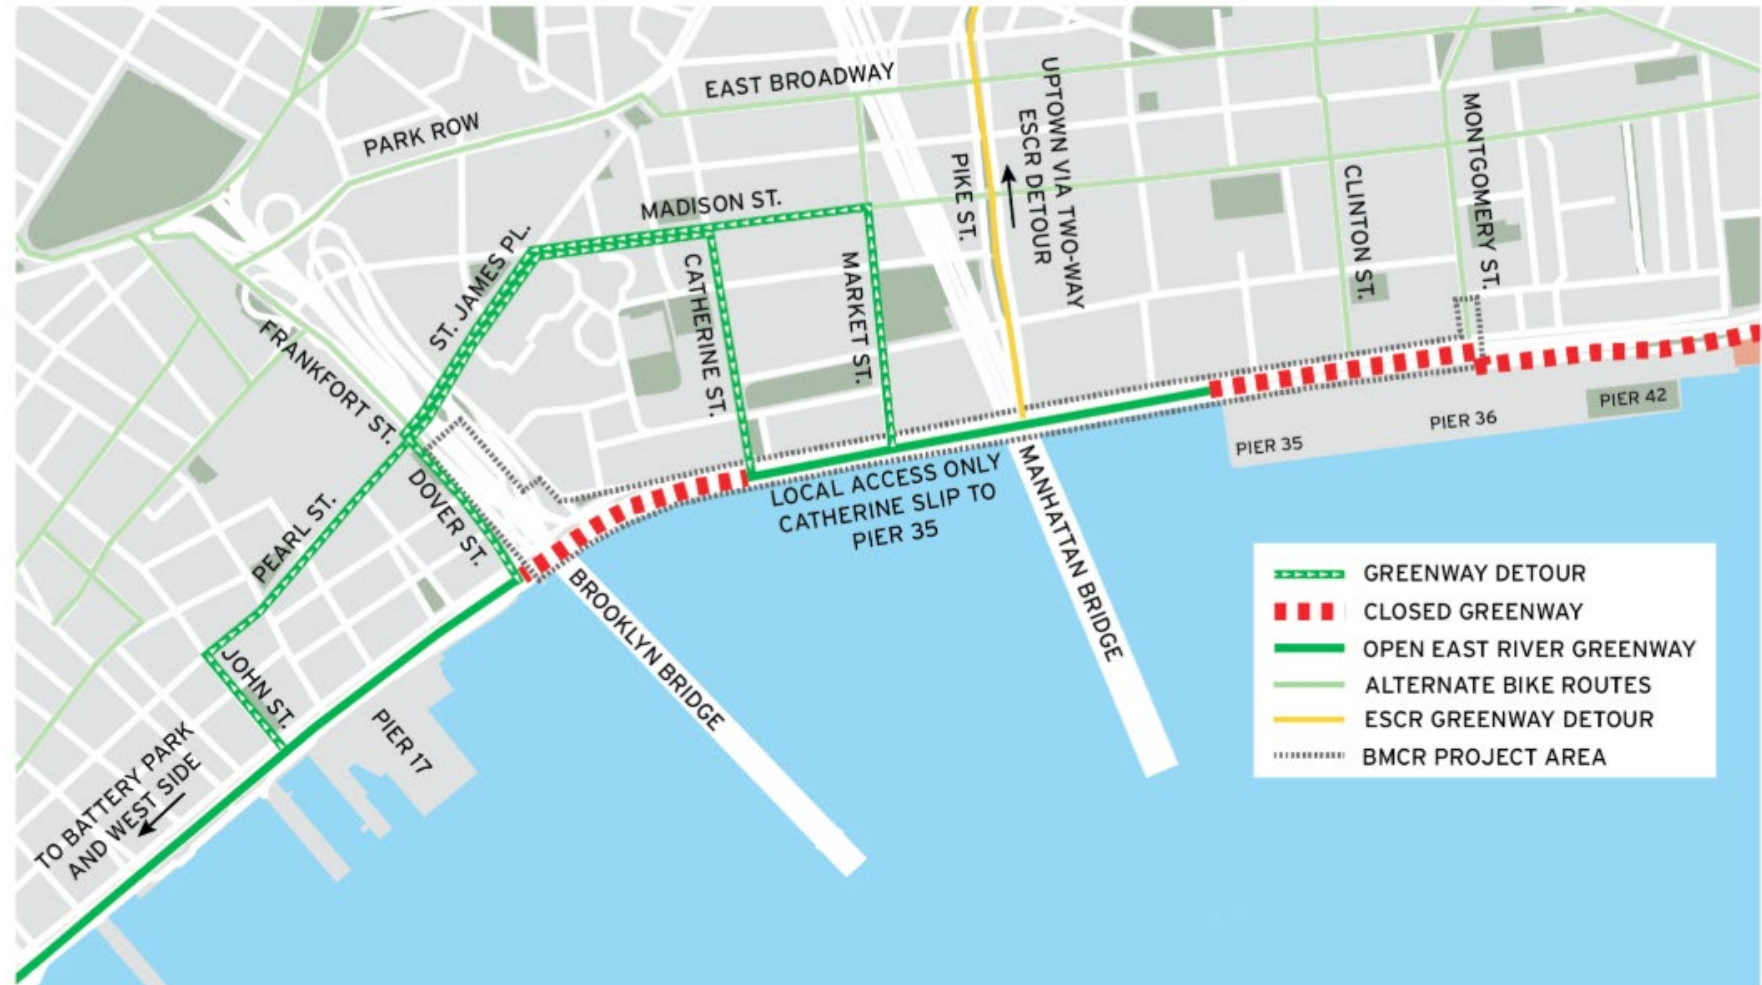 EAST BROADWAY
PARK ROW
UPTOWN VIA TWO-WAY
ESCR DETOUR
PIKE ST.
MONTGOMERY ST.
CLINTON ST.
MADISON ST.
ST. JAMES PL.
CATHERINE ST.
MARKET ST.
FRANKFORT ST.
DOVER ST.
PEARL ST.
JOHN ST.
PIER 42
PIER 36
PIER 35
LOCAL ACCESS ONLY
CATHERINE SLIP TO
PIER 35
MANHATTAN BRIDGE
BROOKLYN BRIDGE
PIER 17
TO BATTERY PARK
AND WEST SIDE
GREENWAY DETOUR
CLOSED GREENWAY
OPEN EAST RIVER GREENWAY
ALTERNATE BIKE ROUTES
ESCR GREENWAY DETOUR
BMCR PROJECT AREA